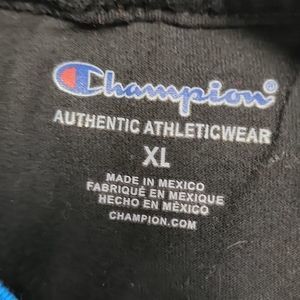 Champion®
AUTHENTIC ATHLETICWEAR
XL
MADE IN MEXICO
FABRIQUÉ EN MEXIQUE
HECHO EN MÉXICO
CHAMPION.COM